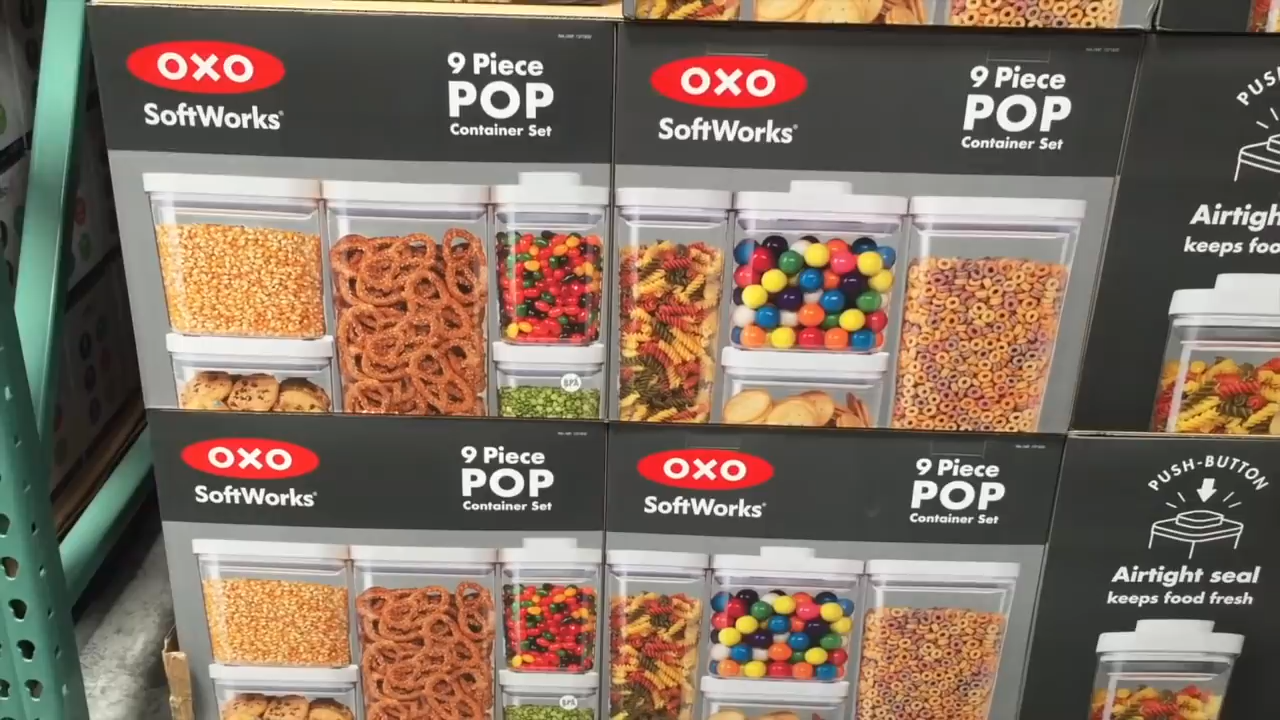 OXO
SoftWorks®
9 Piece
POP
Container Set
OXO
SoftWorks®
9 Piece
POP
Container Set
Airtigh
keeps foo
PUS
BPA
OXO
SoftWorks®
9 Piece
POP
Container Set
OXO
SoftWorks®
9 Piece
POP
Container Set
PUSH-BUTTON
Airtight seal
keeps food fresh
BPA